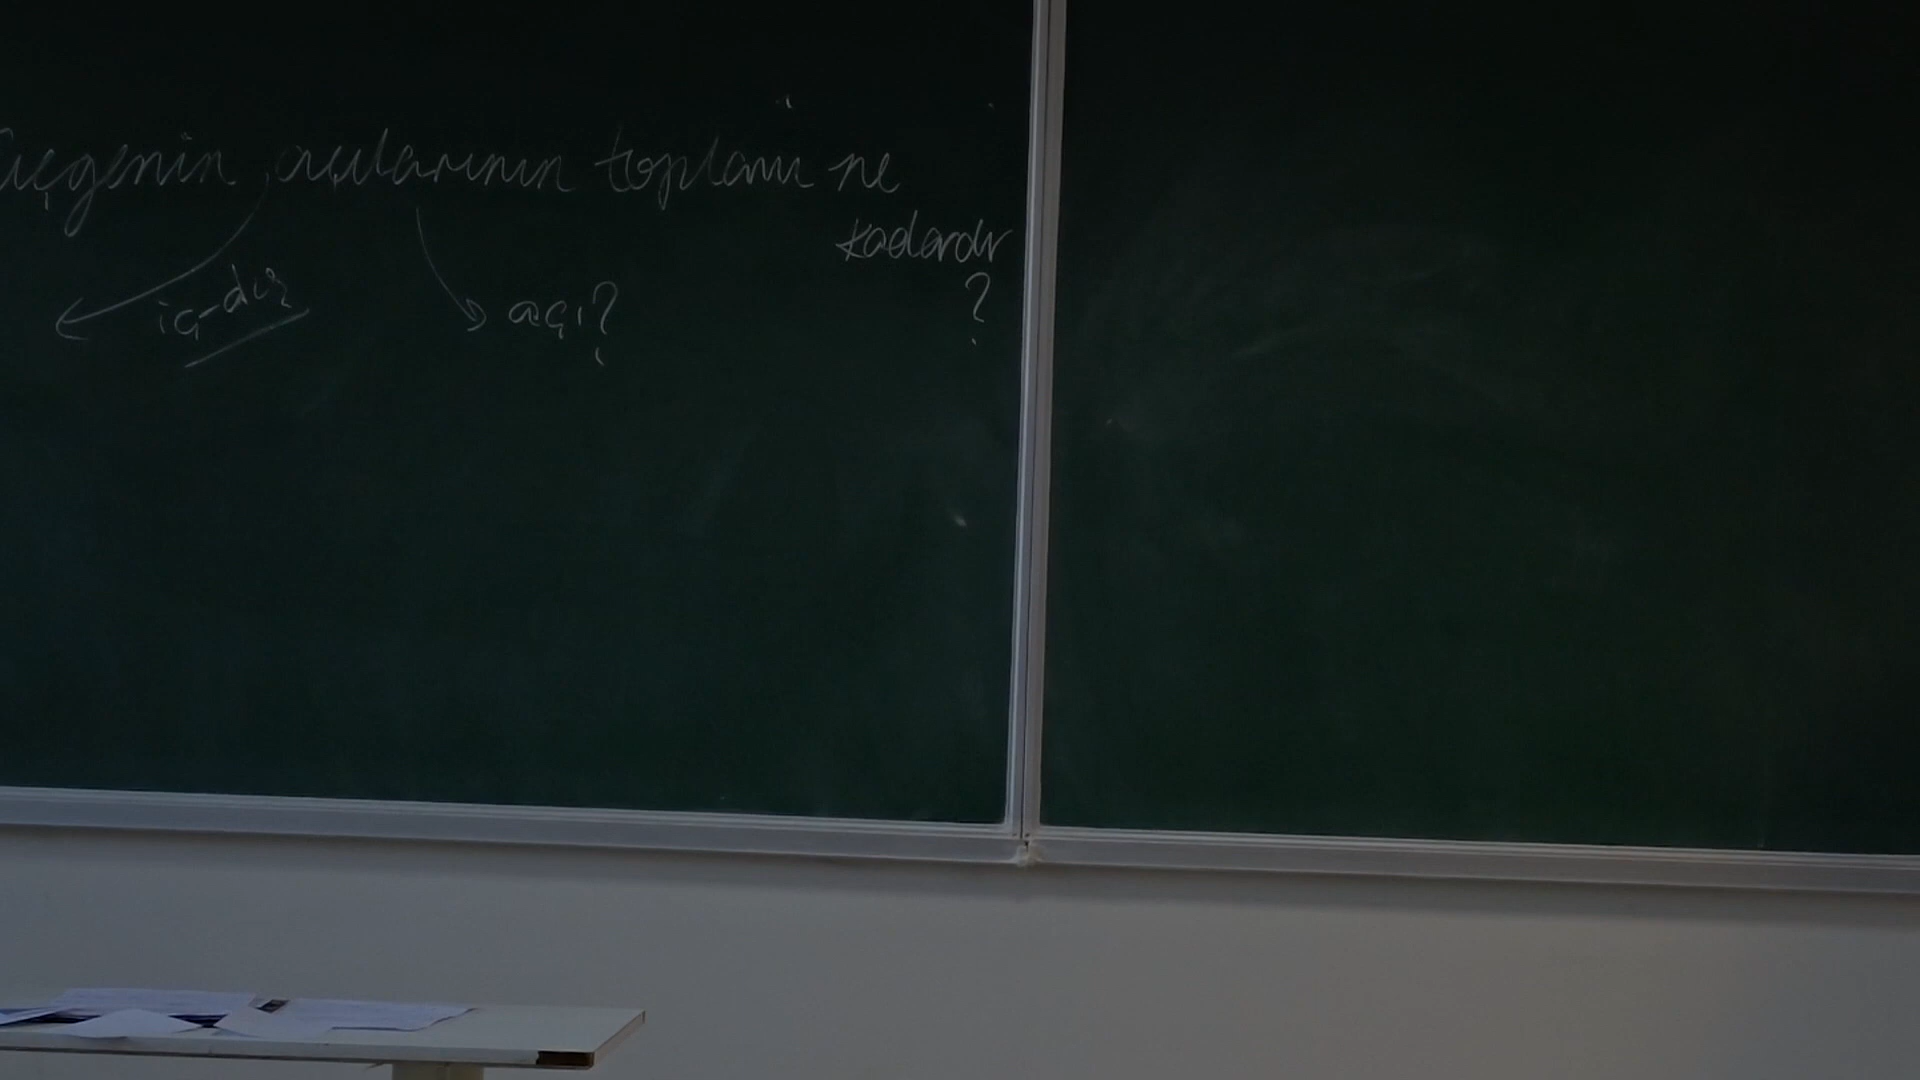 üçgenin açılarının toplamı ne
kadardır
?
iç-dış
açı?